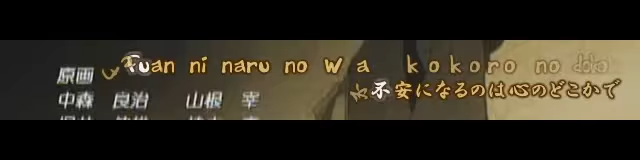 原画
Fuan ni naru no wa kokoro no doko
不安になるのは心のどこかで
中森 良治 山根 宰